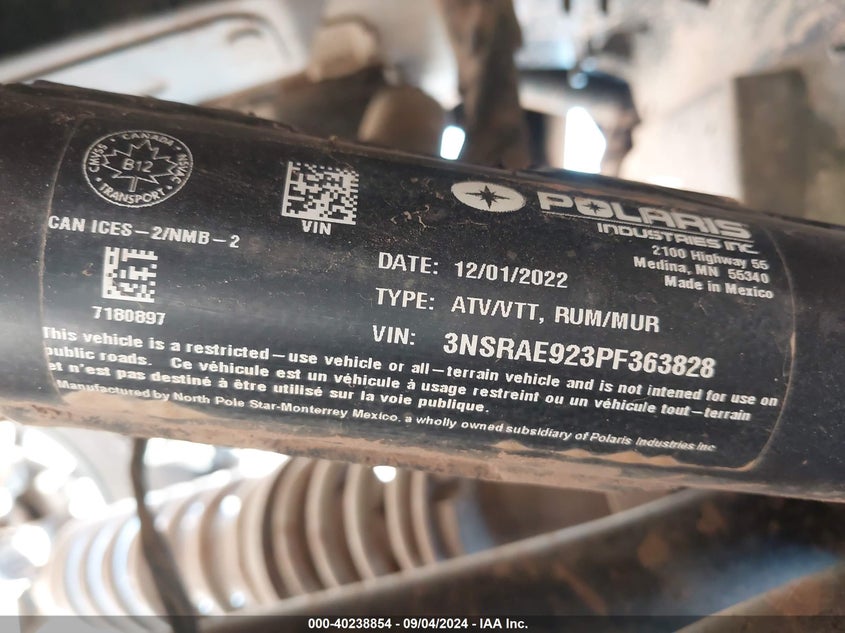 CMVSS • CANADA • NSVAC
B12
TRANSPORT
CAN ICES-2/NMB-2
VIN
7180897
POLARIS
INDUSTRIES INC.
2100 Highway 55
Medina, MN 55340
Made in Mexico
DATE: 12/01/2022
TYPE: ATV/VTT, RUM/MUR
VIN: 3NSRAE923PF363828
This vehicle is a restricted-use vehicle or all-terrain vehicle and is not intended for use on
public roads. Ce véhicule est un véhicule à usage restreint ou un véhicule tout-terrain
et n'est pas destiné à être utilisé sur la voie publique.
Manufactured by North Pole Star-Monterrey Mexico, a wholly owned subsidiary of Polaris Industries Inc
000-40238854 - 09/04/2024 - IAA Inc.